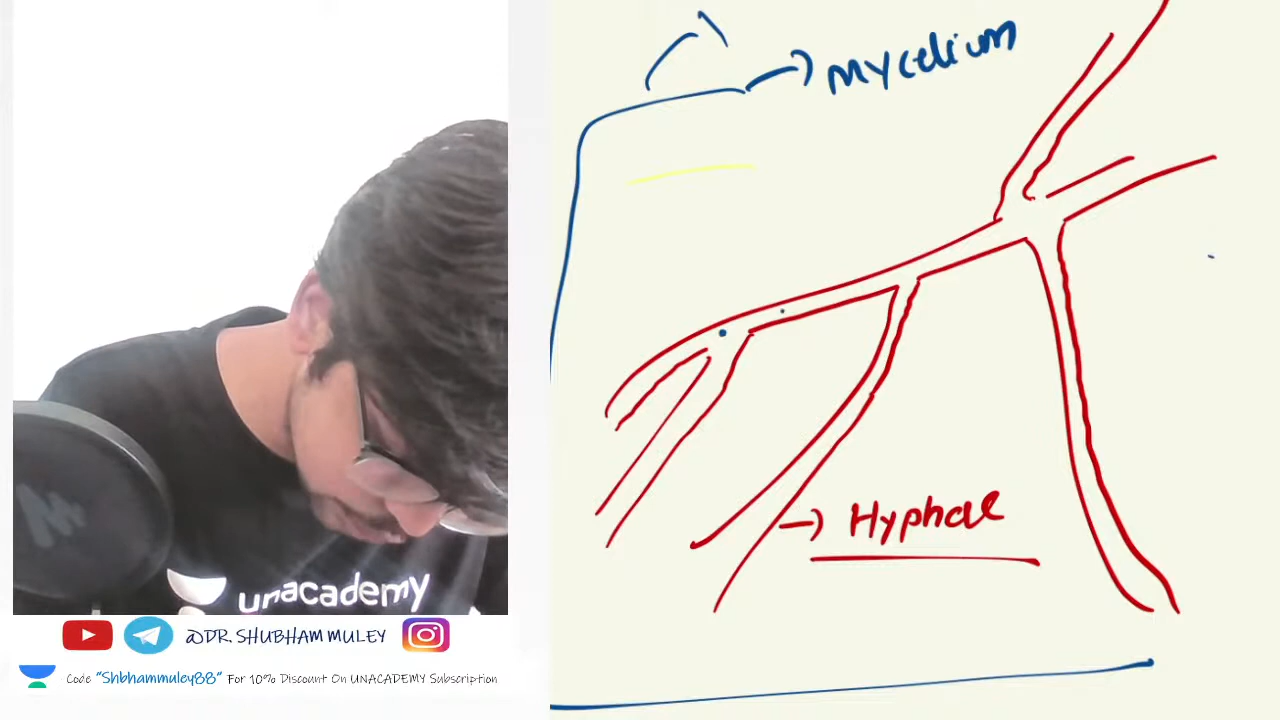 mycelium
Hyphae
unacademy
@DR. SHUBHAM MULEY
Code "Shbhammuley88" For 10% Discount On UNACADEMY Subscription